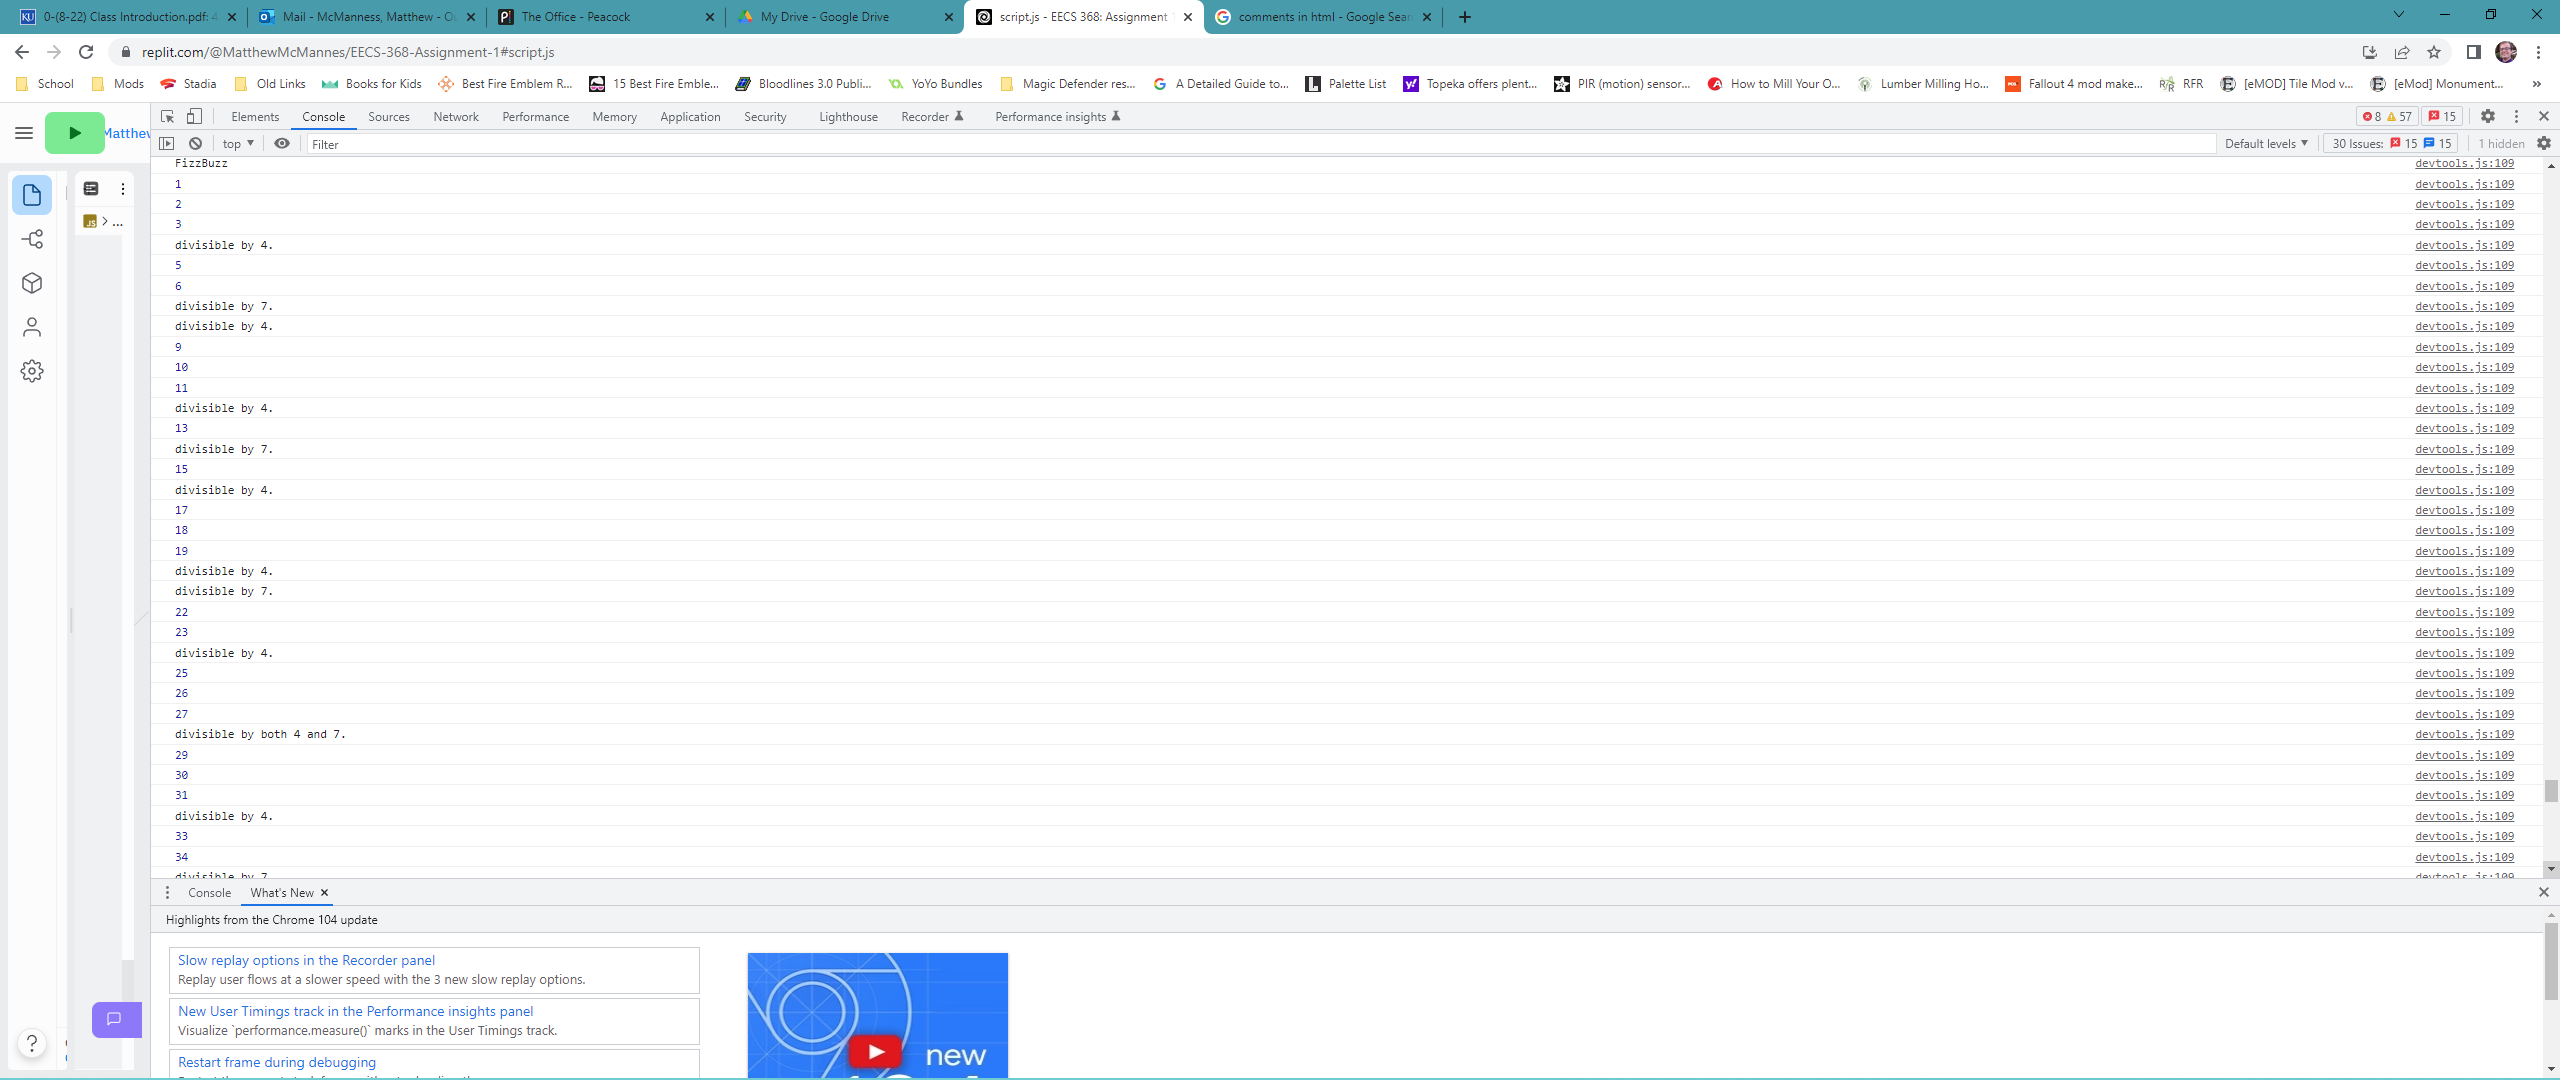 0-(8-22) Class Introduction.pdf: 4
Mail - McManness, Matthew - Ou
The Office - Peacock
My Drive - Google Drive
script.js - EECS 368: Assignment
comments in html - Google Sear
replit.com/@MatthewMcMannes/EECS-368-Assignment-1#script.js
School Mods Stadia Old Links Books for Kids Best Fire Emblem R... 15 Best Fire Emble... Bloodlines 3.0 Publi... YoYo Bundles Magic Defender res... A Detailed Guide to... Palette List Topeka offers plent... PIR (motion) sensor... How to Mill Your O... Lumber Milling Ho... Fallout 4 mod make... RFR [eMOD] Tile Mod v... [eMod] Monument... »
Matthew
Elements Console Sources Network Performance Memory Application Security Lighthouse Recorder Performance insights 8 57 15
top Filter Default levels 30 Issues: 15 15 1 hidden
FizzBuzz devtools.js:109
1 devtools.js:109
2 devtools.js:109
3 devtools.js:109
divisible by 4. devtools.js:109
5 devtools.js:109
6 devtools.js:109
divisible by 7. devtools.js:109
divisible by 4. devtools.js:109
9 devtools.js:109
10 devtools.js:109
11 devtools.js:109
divisible by 4. devtools.js:109
13 devtools.js:109
divisible by 7. devtools.js:109
15 devtools.js:109
divisible by 4. devtools.js:109
17 devtools.js:109
18 devtools.js:109
19 devtools.js:109
divisible by 4. devtools.js:109
divisible by 7. devtools.js:109
22 devtools.js:109
23 devtools.js:109
divisible by 4. devtools.js:109
25 devtools.js:109
26 devtools.js:109
27 devtools.js:109
divisible by both 4 and 7. devtools.js:109
29 devtools.js:109
30 devtools.js:109
31 devtools.js:109
divisible by 4. devtools.js:109
33 devtools.js:109
34 devtools.js:109
divisible by 7. devtools.js:109
Console What's New
Highlights from the Chrome 104 update
Slow replay options in the Recorder panel
Replay user flows at a slower speed with the 3 new slow replay options.
New User Timings track in the Performance insights panel
Visualize `performance.measure()` marks in the User Timings track.
Restart frame during debugging
new